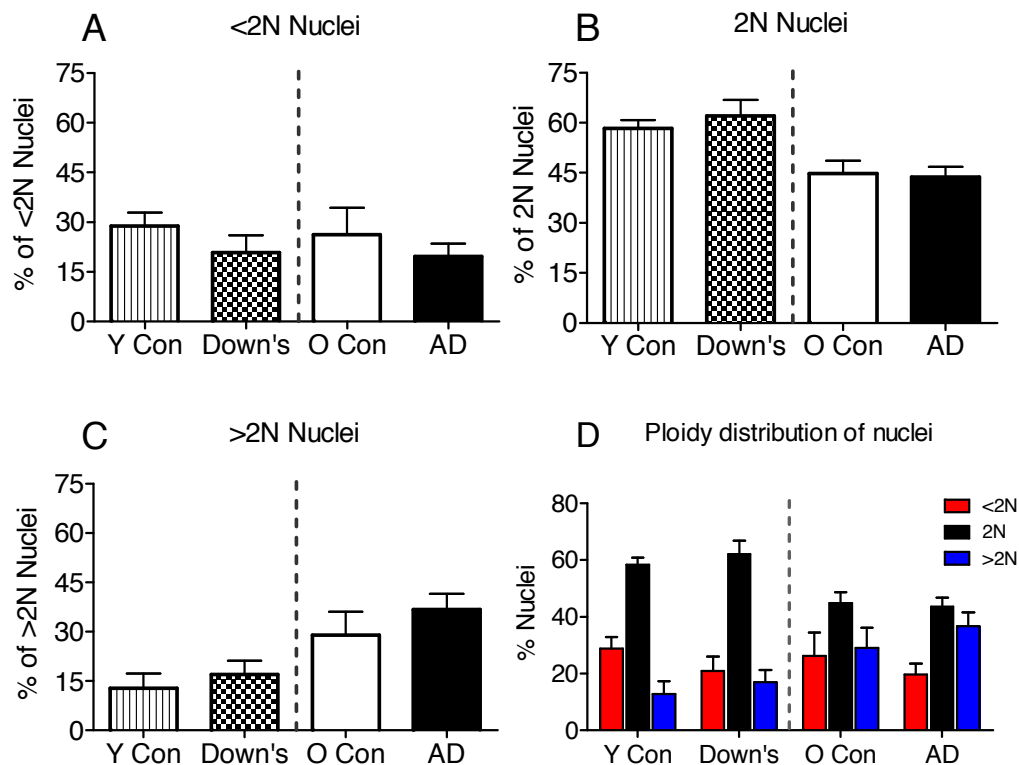 A
<2N Nuclei
% of <2N Nuclei
75
60
45
30
15
0
Y Con Down's O Con AD
B
2N Nuclei
% of 2N Nuclei
75
60
45
30
15
0
Y Con Down's O Con AD
C
>2N Nuclei
% of >2N Nuclei
75
60
45
30
15
0
Y Con Down's O Con AD
D
Ploidy distribution of nuclei
% Nuclei
80
60
40
20
0
<2N
2N
>2N
Y Con Down's O Con AD